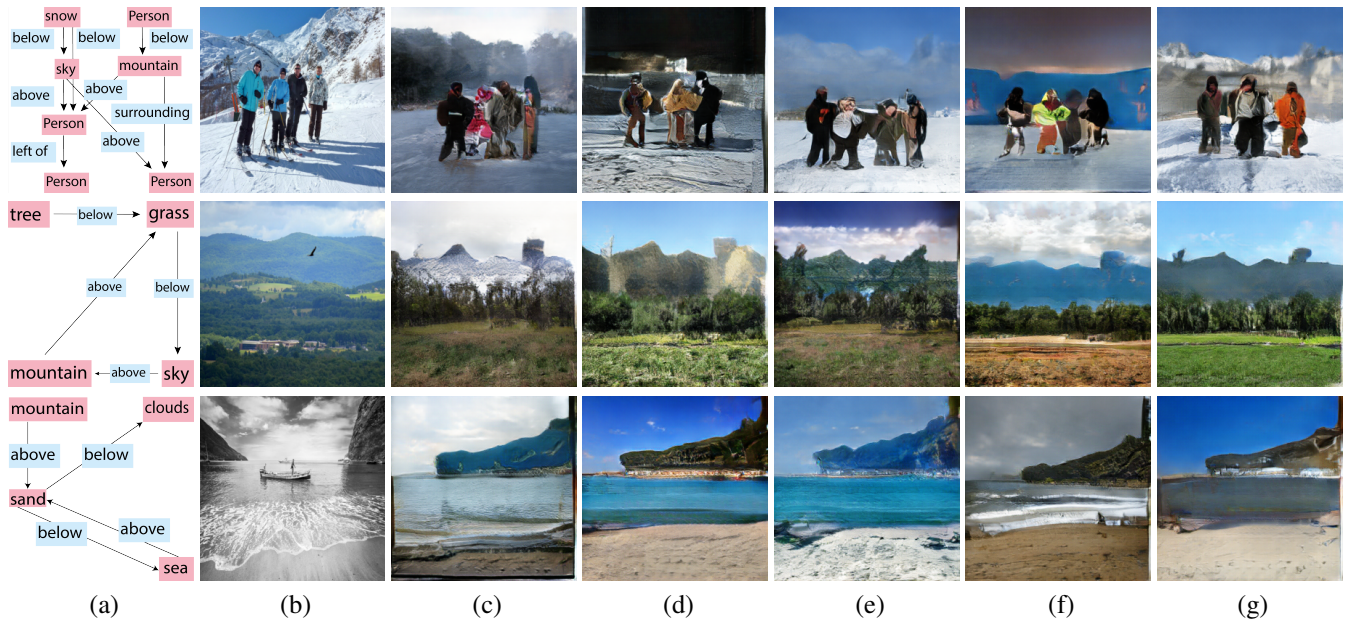 snow Person
below below below
sky mountain
above above
surrounding
Person
above
left of
Person Person
tree below grass
above below
mountain above sky
mountain clouds
above below
sand
above
below
sea
(a) (b) (c) (d) (e) (f) (g)